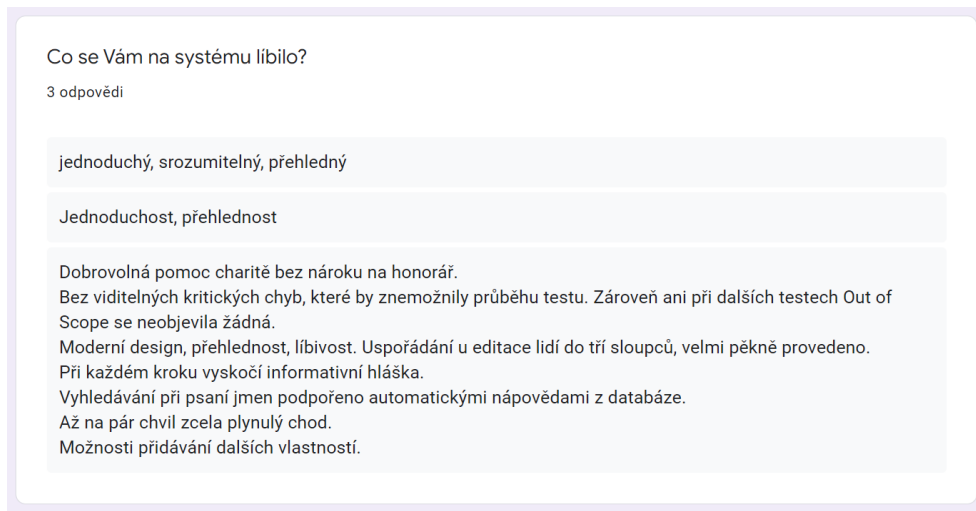 Co se Vám na systému líbilo?
3 odpovědi
jednoduchý, srozumitelný, přehledný
Jednoduchost, přehlednost
Dobrovolná pomoc charitě bez nároku na honorář.
Bez viditelných kritických chyb, které by znemožnily průběhu testu. Zároveň ani při dalších testech Out of
Scope se neobjevila žádná.
Moderní design, přehlednost, líbivost. Uspořádání u editace lidí do tří sloupců, velmi pěkně provedeno.
Při každém kroku vyskočí informativní hláška.
Vyhledávání při psaní jmen podpořeno automatickými nápovědami z databáze.
Až na pár chvil zcela plynulý chod.
Možnosti přidávání dalších vlastností.